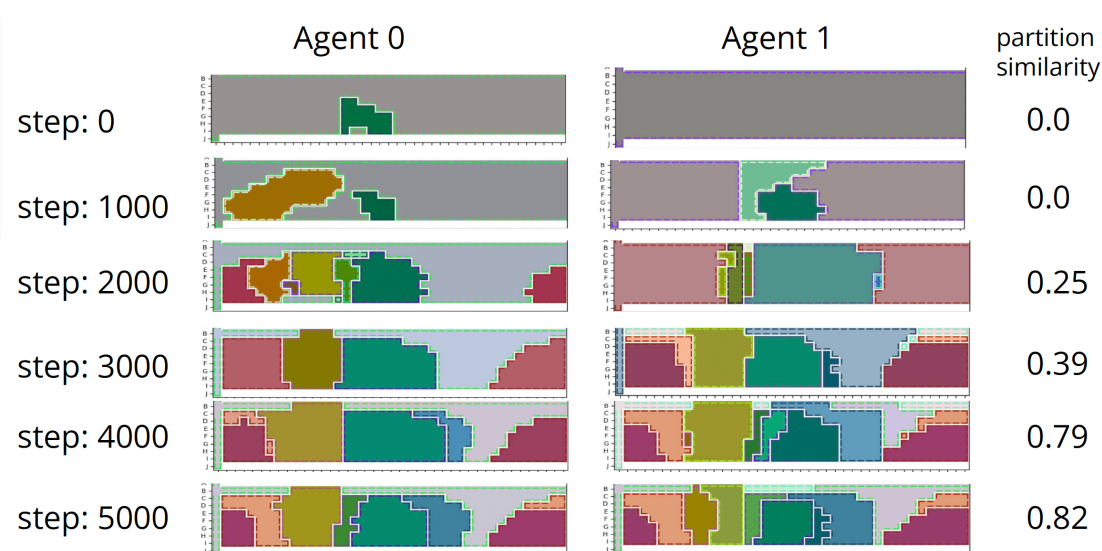 Agent 0
Agent 1
partition
similarity
step: 0
0.0
step: 1000
0.0
step: 2000
0.25
step: 3000
0.39
step: 4000
0.79
step: 5000
0.82